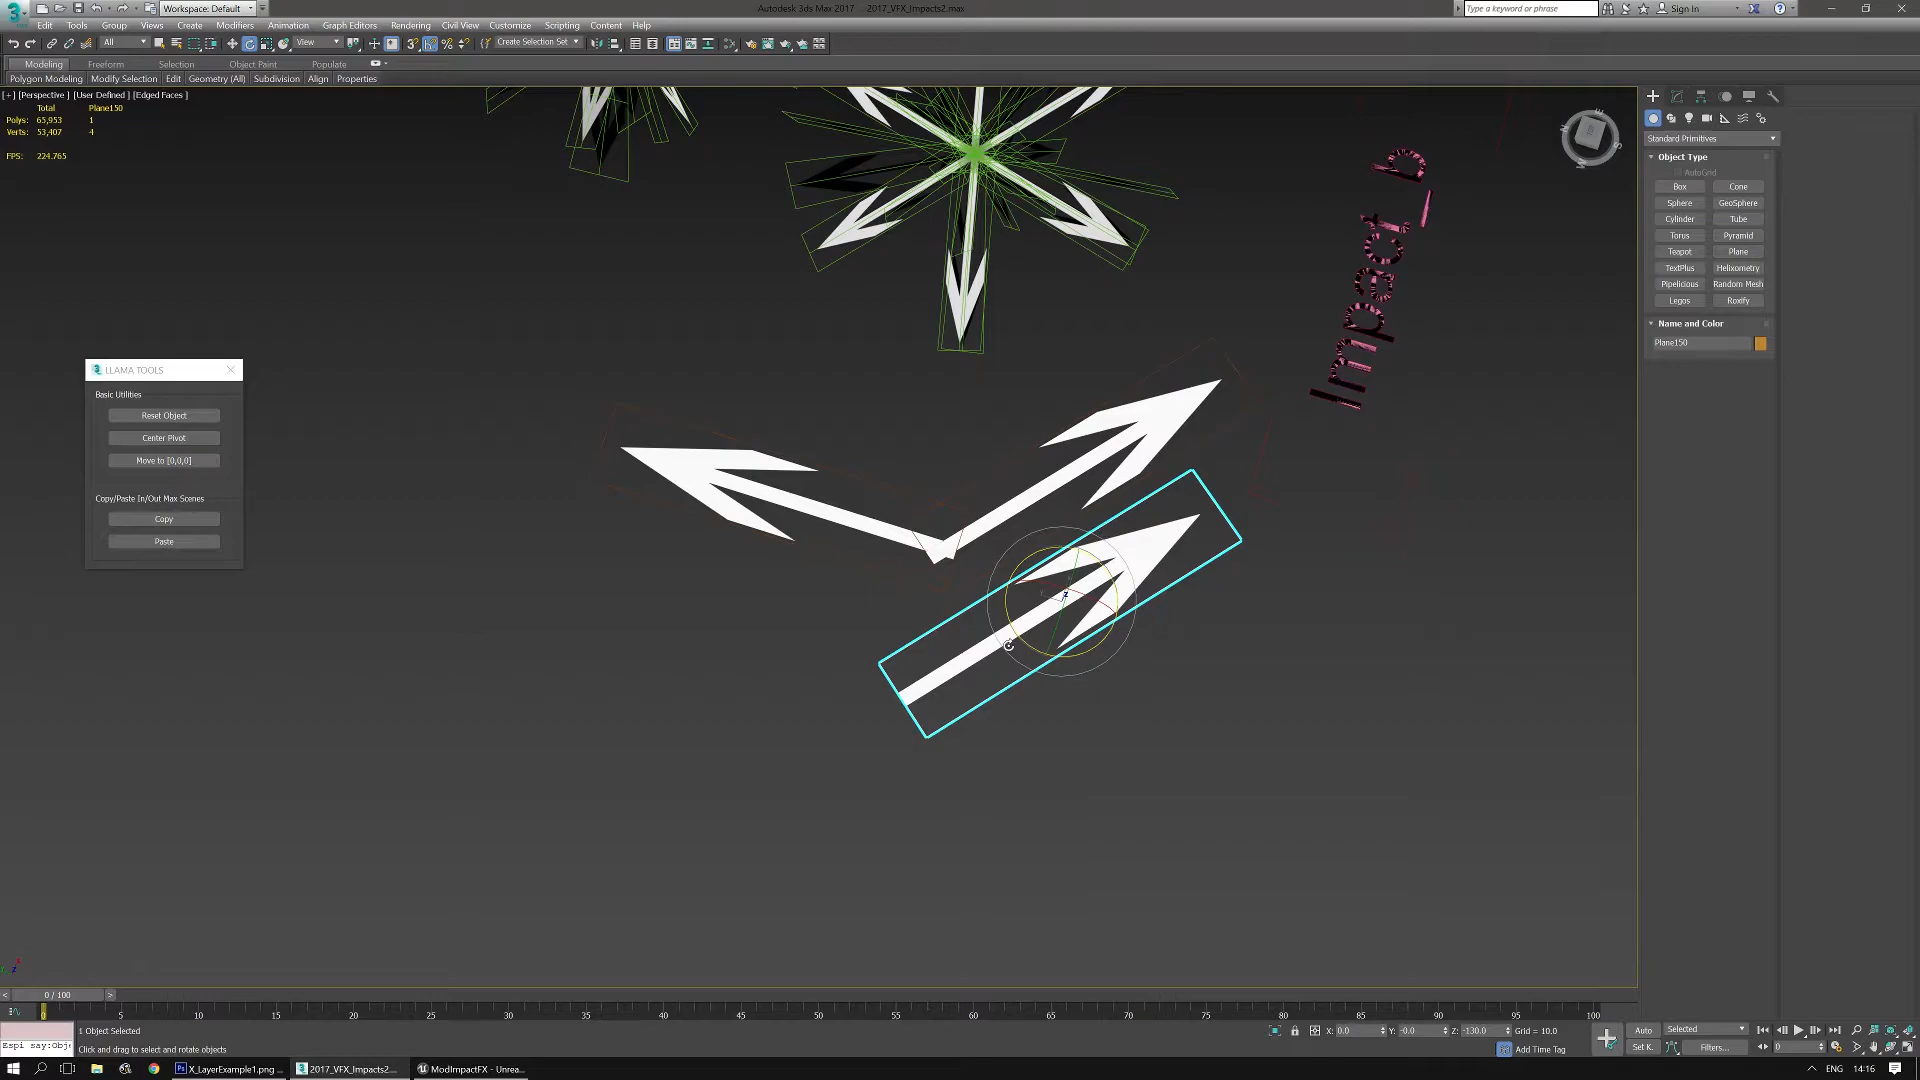 Autodesk 3ds Max 2017   2017_VFX_Impacts2.max
Workspace: Default
Type a keyword or phrase
Sign In
Edit Tools Group Views Create Modifiers Animation Graph Editors Rendering Civil View Customize Scripting Content Help
All
View
Create Selection Set
Modeling Freeform Selection Object Paint Populate
Polygon Modeling Modify Selection Edit Geometry (All) Subdivision Align Properties
[+] [Perspective ] [User Defined ] [Edged Faces ]
Total Plane150
Polys: 65,953 1
Verts: 53,407 4
FPS: 224.765
Impact_b
Standard Primitives
Object Type
AutoGrid
Box Cone
Sphere GeoSphere
Cylinder Tube
Torus Pyramid
Teapot Plane
TextPlus Helixometry
Pipelicious Random Mesh
Legos Roxify
Name and Color
Plane150
LLAMA TOOLS
Basic Utilities
Reset Object
Center Pivot
Move to [0,0,0]
Copy/Paste In/Out Max Scenes
Copy
Paste
0 / 100
0 5 10 15 20 25 30 35 40 45 50 55 60 65 70 75 80 85 90 95 100
1 Object Selected
X: 0.0 Y: -0.0 Z: -130.0 Grid = 10.0
Auto Selected
Espi say:Obj
Click and drag to select and rotate objects
Add Time Tag
Set K. Filters... 0
X_LayerExample1.png ...
2017_VFX_Impacts2....
ModImpactFX - Unrea...
ENG 14:16